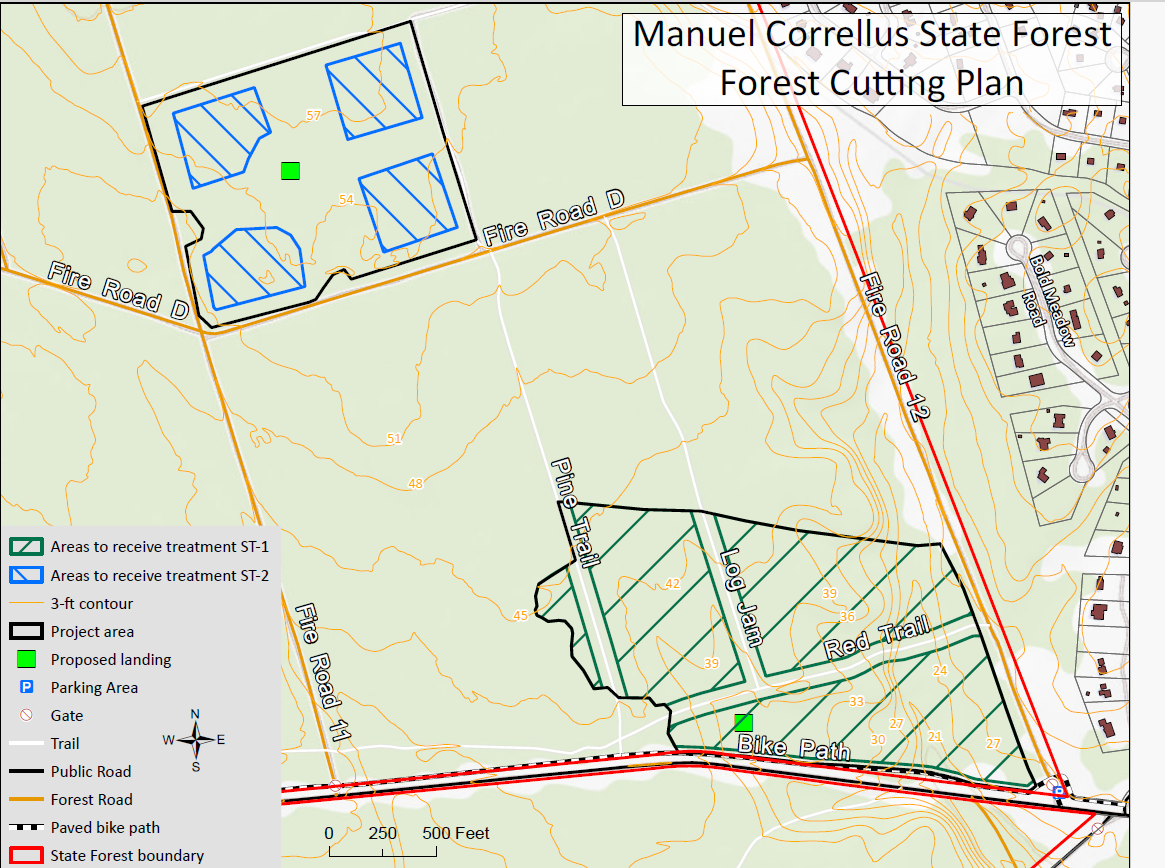 Manuel Correllus State Forest
Forest Cutting Plan
57
54
Fire Road D
Fire Road D
Bold Meadow
Road
Fire Road 12
51
48
Pine Trail
Log Jam
42
39
36
45
Red Trail
39
24
33
27
21
30
27
Bike Path
Fire Road 11
Areas to receive treatment ST-1
Areas to receive treatment ST-2
3-ft contour
Project area
Proposed landing
P
Parking Area
Gate
Trail
Public Road
Forest Road
Paved bike path
State Forest boundary
N
W E
S
0 250 500 Feet
P